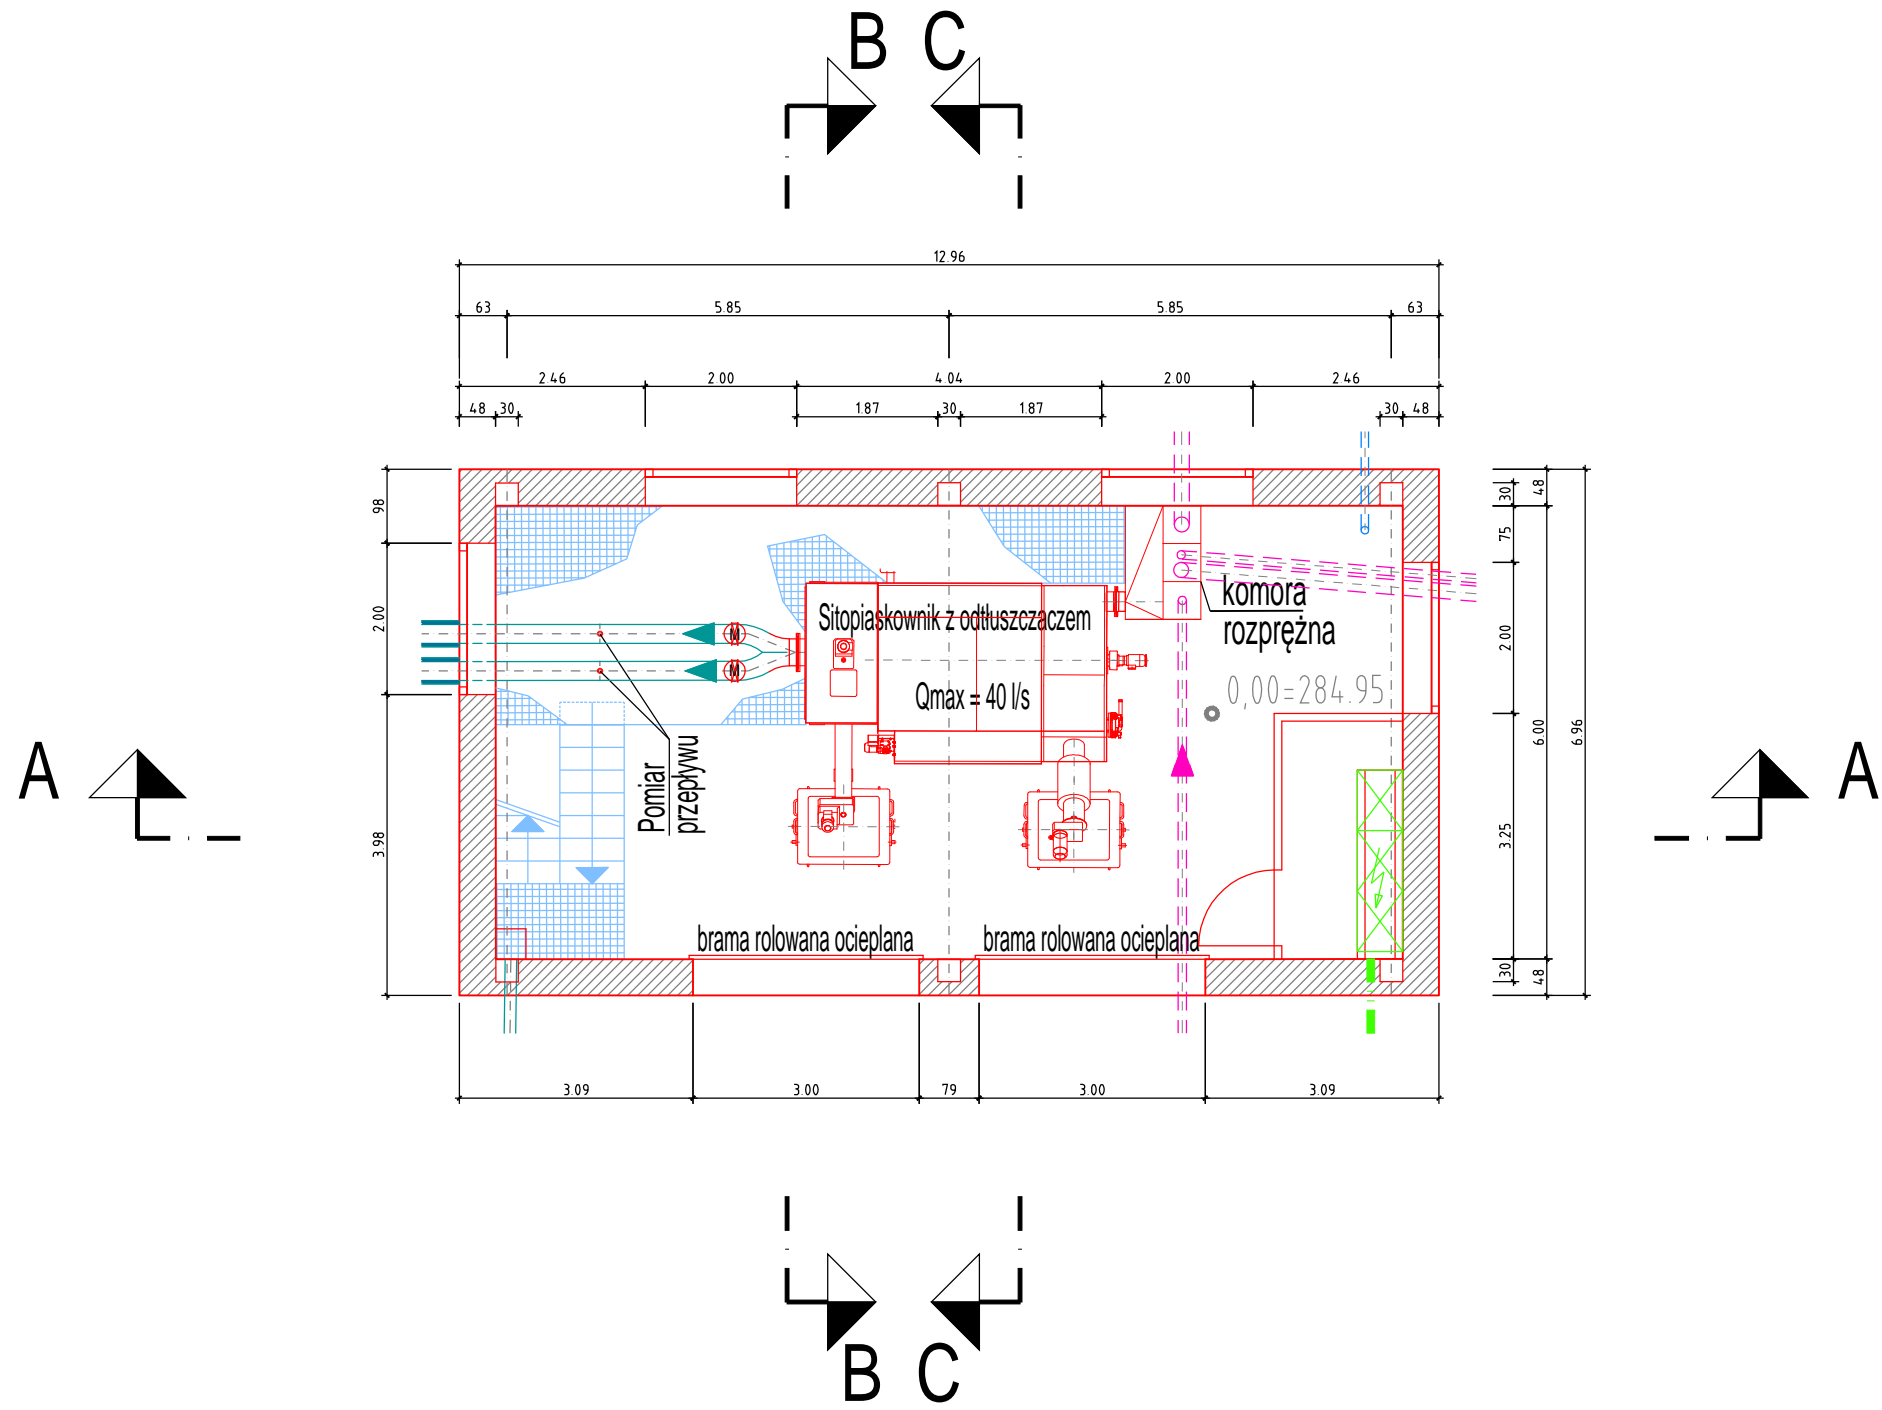 B C
12.96
63 5.85 5.85 63
2.46 2.00 4.04 2.00 2.46
48 30 1.87 30 1.87 30 48
98
2.00
3.98
Sitopiaskownik z odtłuszczaczem
Qmax = 40 l/s
M
M
komora
rozprężna
0,00=284.95
Pomiar
przepływu
brama rolowana ocieplana
brama rolowana ocieplana
30 48
75
2.00
6.00
6.96
3.25
30 48
A A
3.09 3.00 79 3.00 3.09
B C